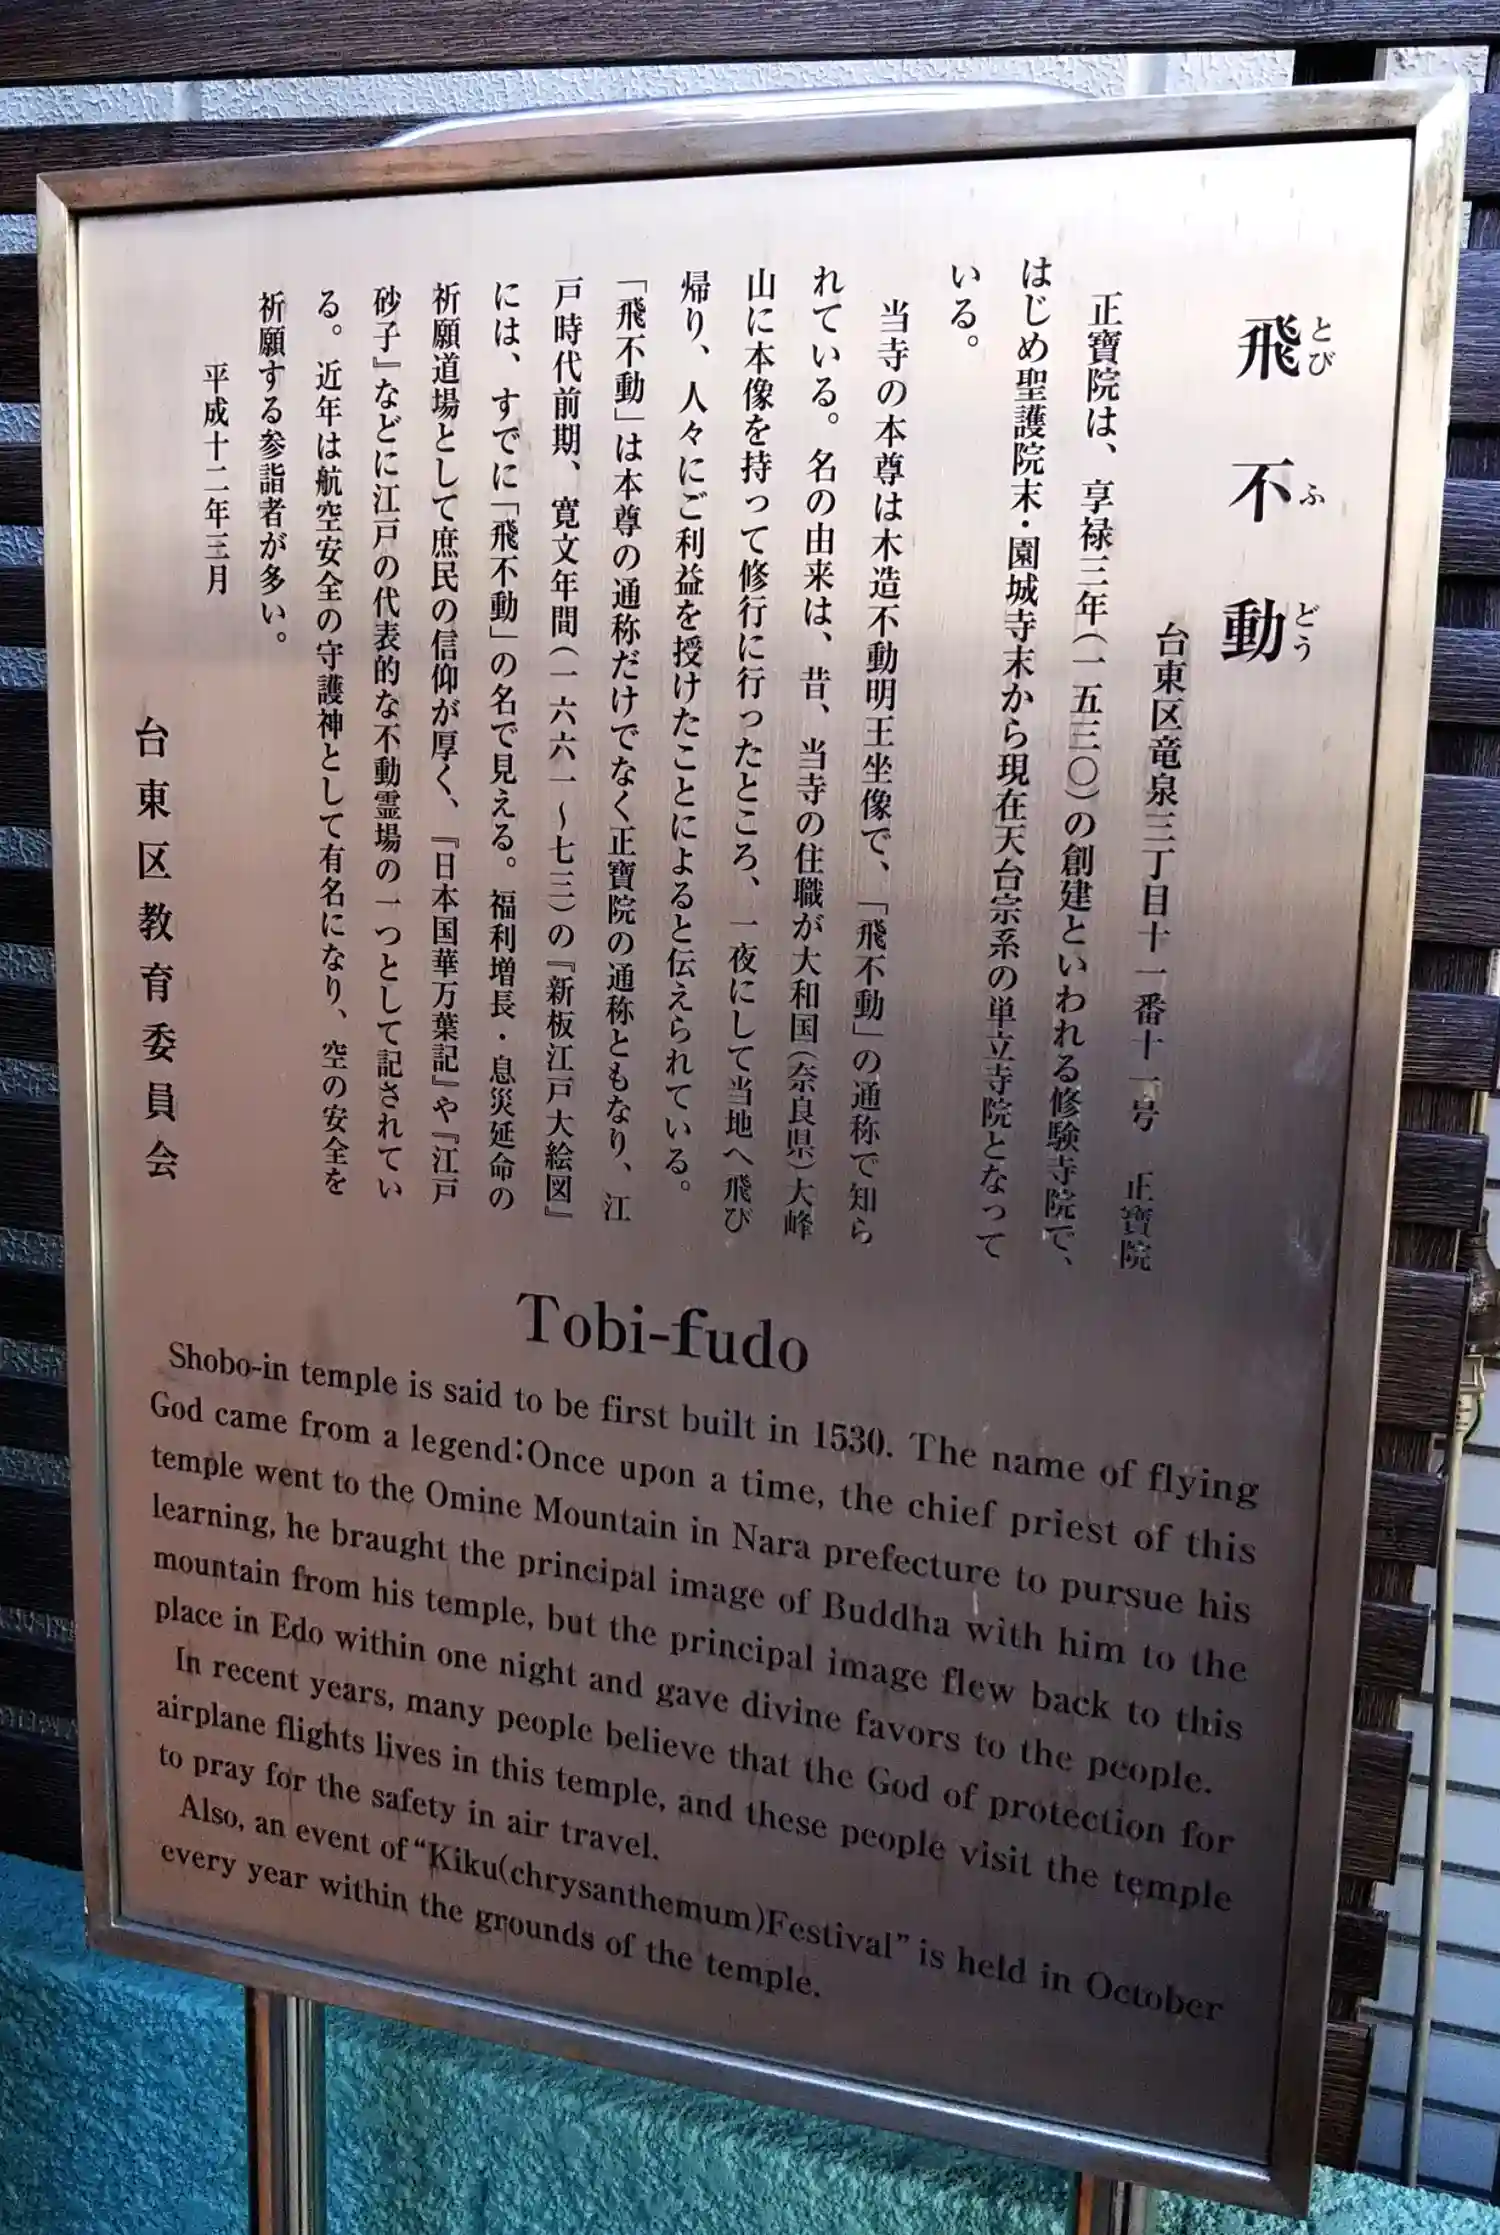 飛不動
とび ふ どう
台東区竜泉三丁目十一番十一号 正寶院
正寶院は、享禄三年（一五三〇）の創建といわれる修験寺院で、
はじめ聖護院末・園城寺末から現在天台宗系の単立寺院となって
いる。
当寺の本尊は木造不動明王坐像で、「飛不動」の通称で知ら
れている。名の由来は、昔、当寺の住職が大和国（奈良県）大峰
山に本像を持って修行に行ったところ、一夜にして当地へ飛び
帰り、人々にご利益を授けたことによると伝えられている。
「飛不動」は本尊の通称だけでなく正寶院の通称ともなり、江
戸時代前期、寛文年間（一六六一～七三）の『新板江戸大絵図』
には、すでに「飛不動」の名で見える。福利増長・息災延命の
祈願道場として庶民の信仰が厚く、『日本国華万葉記』や『江戸
砂子』などに江戸の代表的な不動霊場の一つとして記されてい
る。近年は航空安全の守護神として有名になり、空の安全を
祈願する参詣者が多い。
平成十二年三月
台東区教育委員会
Tobi-fudo
Shobo-in temple is said to be first built in 1530. The name of flying
God came from a legend:Once upon a time, the chief priest of this
temple went to the Omine Mountain in Nara prefecture to pursue his
learning, he braught the principal image of Buddha with him to the
mountain from his temple, but the principal image flew back to this
place in Edo within one night and gave divine favors to the people.
In recent years, many people believe that the God of protection for
airplane flights lives in this temple, and these people visit the temple
to pray for the safety in air travel.
Also, an event of “Kiku(chrysanthemum)Festival” is held in October
every year within the grounds of the temple.